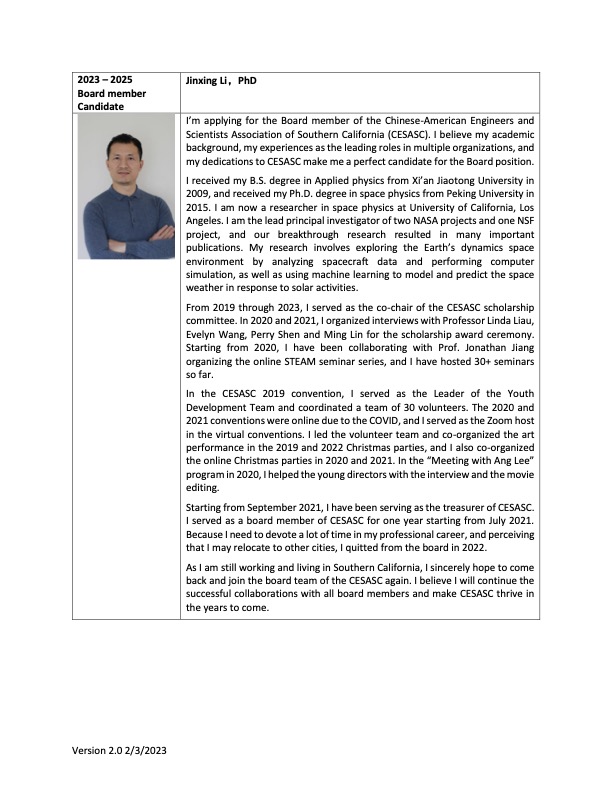 2023 – 2025
Board member
Candidate
Jinxing Li，PhD
I’m applying for the Board member of the Chinese-American Engineers and
Scientists Association of Southern California (CESASC). I believe my academic
background, my experiences as the leading roles in multiple organizations, and
my dedications to CESASC make me a perfect candidate for the Board position.
I received my B.S. degree in Applied physics from Xi’an Jiaotong University in
2009, and received my Ph.D. degree in space physics from Peking University in
2015. I am now a researcher in space physics at University of California, Los
Angeles. I am the lead principal investigator of two NASA projects and one NSF
project, and our breakthrough research resulted in many important
publications. My research involves exploring the Earth’s dynamics space
environment by analyzing spacecraft data and performing computer
simulation, as well as using machine learning to model and predict the space
weather in response to solar activities.
From 2019 through 2023, I served as the co-chair of the CESASC scholarship
committee. In 2020 and 2021, I organized interviews with Professor Linda Liau,
Evelyn Wang, Perry Shen and Ming Lin for the scholarship award ceremony.
Starting from 2020, I have been collaborating with Prof. Jonathan Jiang
organizing the online STEAM seminar series, and I have hosted 30+ seminars
so far.
In the CESASC 2019 convention, I served as the Leader of the Youth
Development Team and coordinated a team of 30 volunteers. The 2020 and
2021 conventions were online due to the COVID, and I served as the Zoom host
in the virtual conventions. I led the volunteer team and co-organized the art
performance in the 2019 and 2022 Christmas parties, and I also co-organized
the online Christmas parties in 2020 and 2021. In the “Meeting with Ang Lee”
program in 2020, I helped the young directors with the interview and the movie
editing.
Starting from September 2021, I have been serving as the treasurer of CESASC.
I served as a board member of CESASC for one year starting from July 2021.
Because I need to devote a lot of time in my professional career, and perceiving
that I may relocate to other cities, I quitted from the board in 2022.
As I am still working and living in Southern California, I sincerely hope to come
back and join the board team of the CESASC again. I believe I will continue the
successful collaborations with all board members and make CESASC thrive in
the years to come.
Version 2.0 2/3/2023